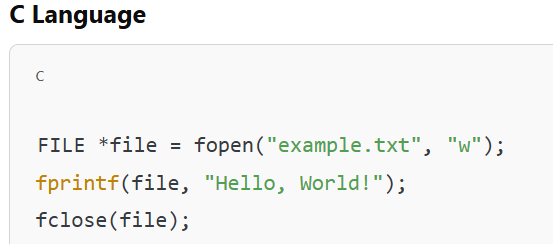 C Language
C
FILE *file = fopen("example.txt", "w");
fprintf(file, "Hello, World!");
fclose(file);